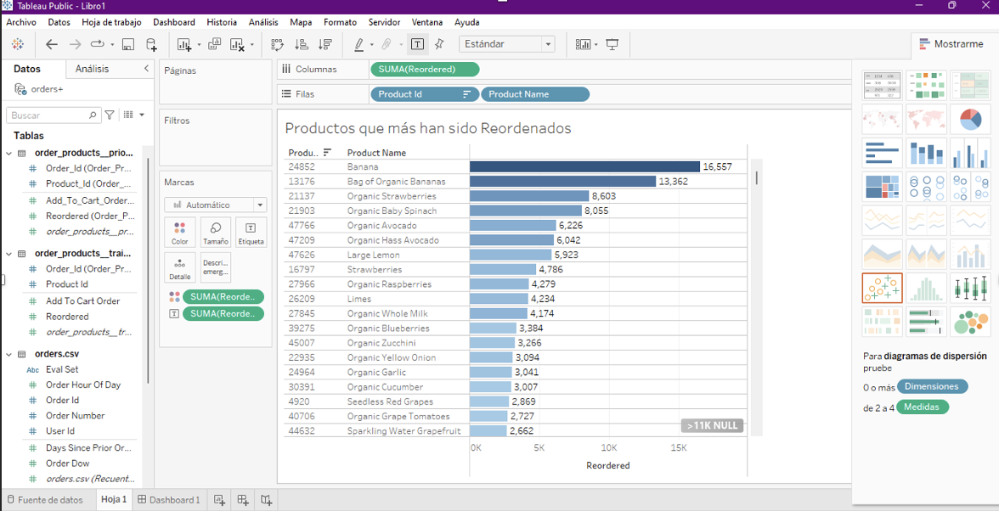 Tableau Public - Libro1
Archivo Datos Hoja de trabajo Dashboard Historia Análisis Mapa Formato Servidor Ventana Ayuda
Estándar
Mostrarme
Datos Análisis
orders+
Buscar
Tablas
order_products__prio...
Order_Id (Order_Pr...
Product_Id (Order_...
Add_To_Cart_Order...
Reordered (Order_P...
order_products__pr...
order_products__trai...
Order_Id (Order_Pr...
Product Id
Add To Cart Order
Reordered
order_products__tr...
orders.csv
Abc Eval Set
Order Hour Of Day
Order Id
Order Number
User Id
Days Since Prior Or...
Order Dow
orders.csv (Recuent...
Páginas
Filtros
Marcas
Automático
Color Tamaño Etiqueta
Detalle Descri... emerg...
SUMA(Reorde..
SUMA(Reorde..
Columnas SUMA(Reordered)
Filas Product Id Product Name
Productos que más han sido Reordenados
Produ.. Product Name
24852 Banana 16,557
13176 Bag of Organic Bananas 13,362
21137 Organic Strawberries 8,603
21903 Organic Baby Spinach 8,055
47766 Organic Avocado 6,226
47209 Organic Hass Avocado 6,042
47626 Large Lemon 5,923
16797 Strawberries 4,786
27966 Organic Raspberries 4,279
26209 Limes 4,234
27845 Organic Whole Milk 4,174
39275 Organic Blueberries 3,384
45007 Organic Zucchini 3,266
22935 Organic Yellow Onion 3,094
24964 Organic Garlic 3,041
30391 Organic Cucumber 3,007
4920 Seedless Red Grapes 2,869
40706 Organic Grape Tomatoes 2,727
44632 Sparkling Water Grapefruit 2,662
>11K NULL
0K 5K 10K 15K
Reordered
Para diagramas de dispersión
pruebe
0 o más Dimensiones
de 2 a 4 Medidas
Fuente de datos Hoja 1 Dashboard 1